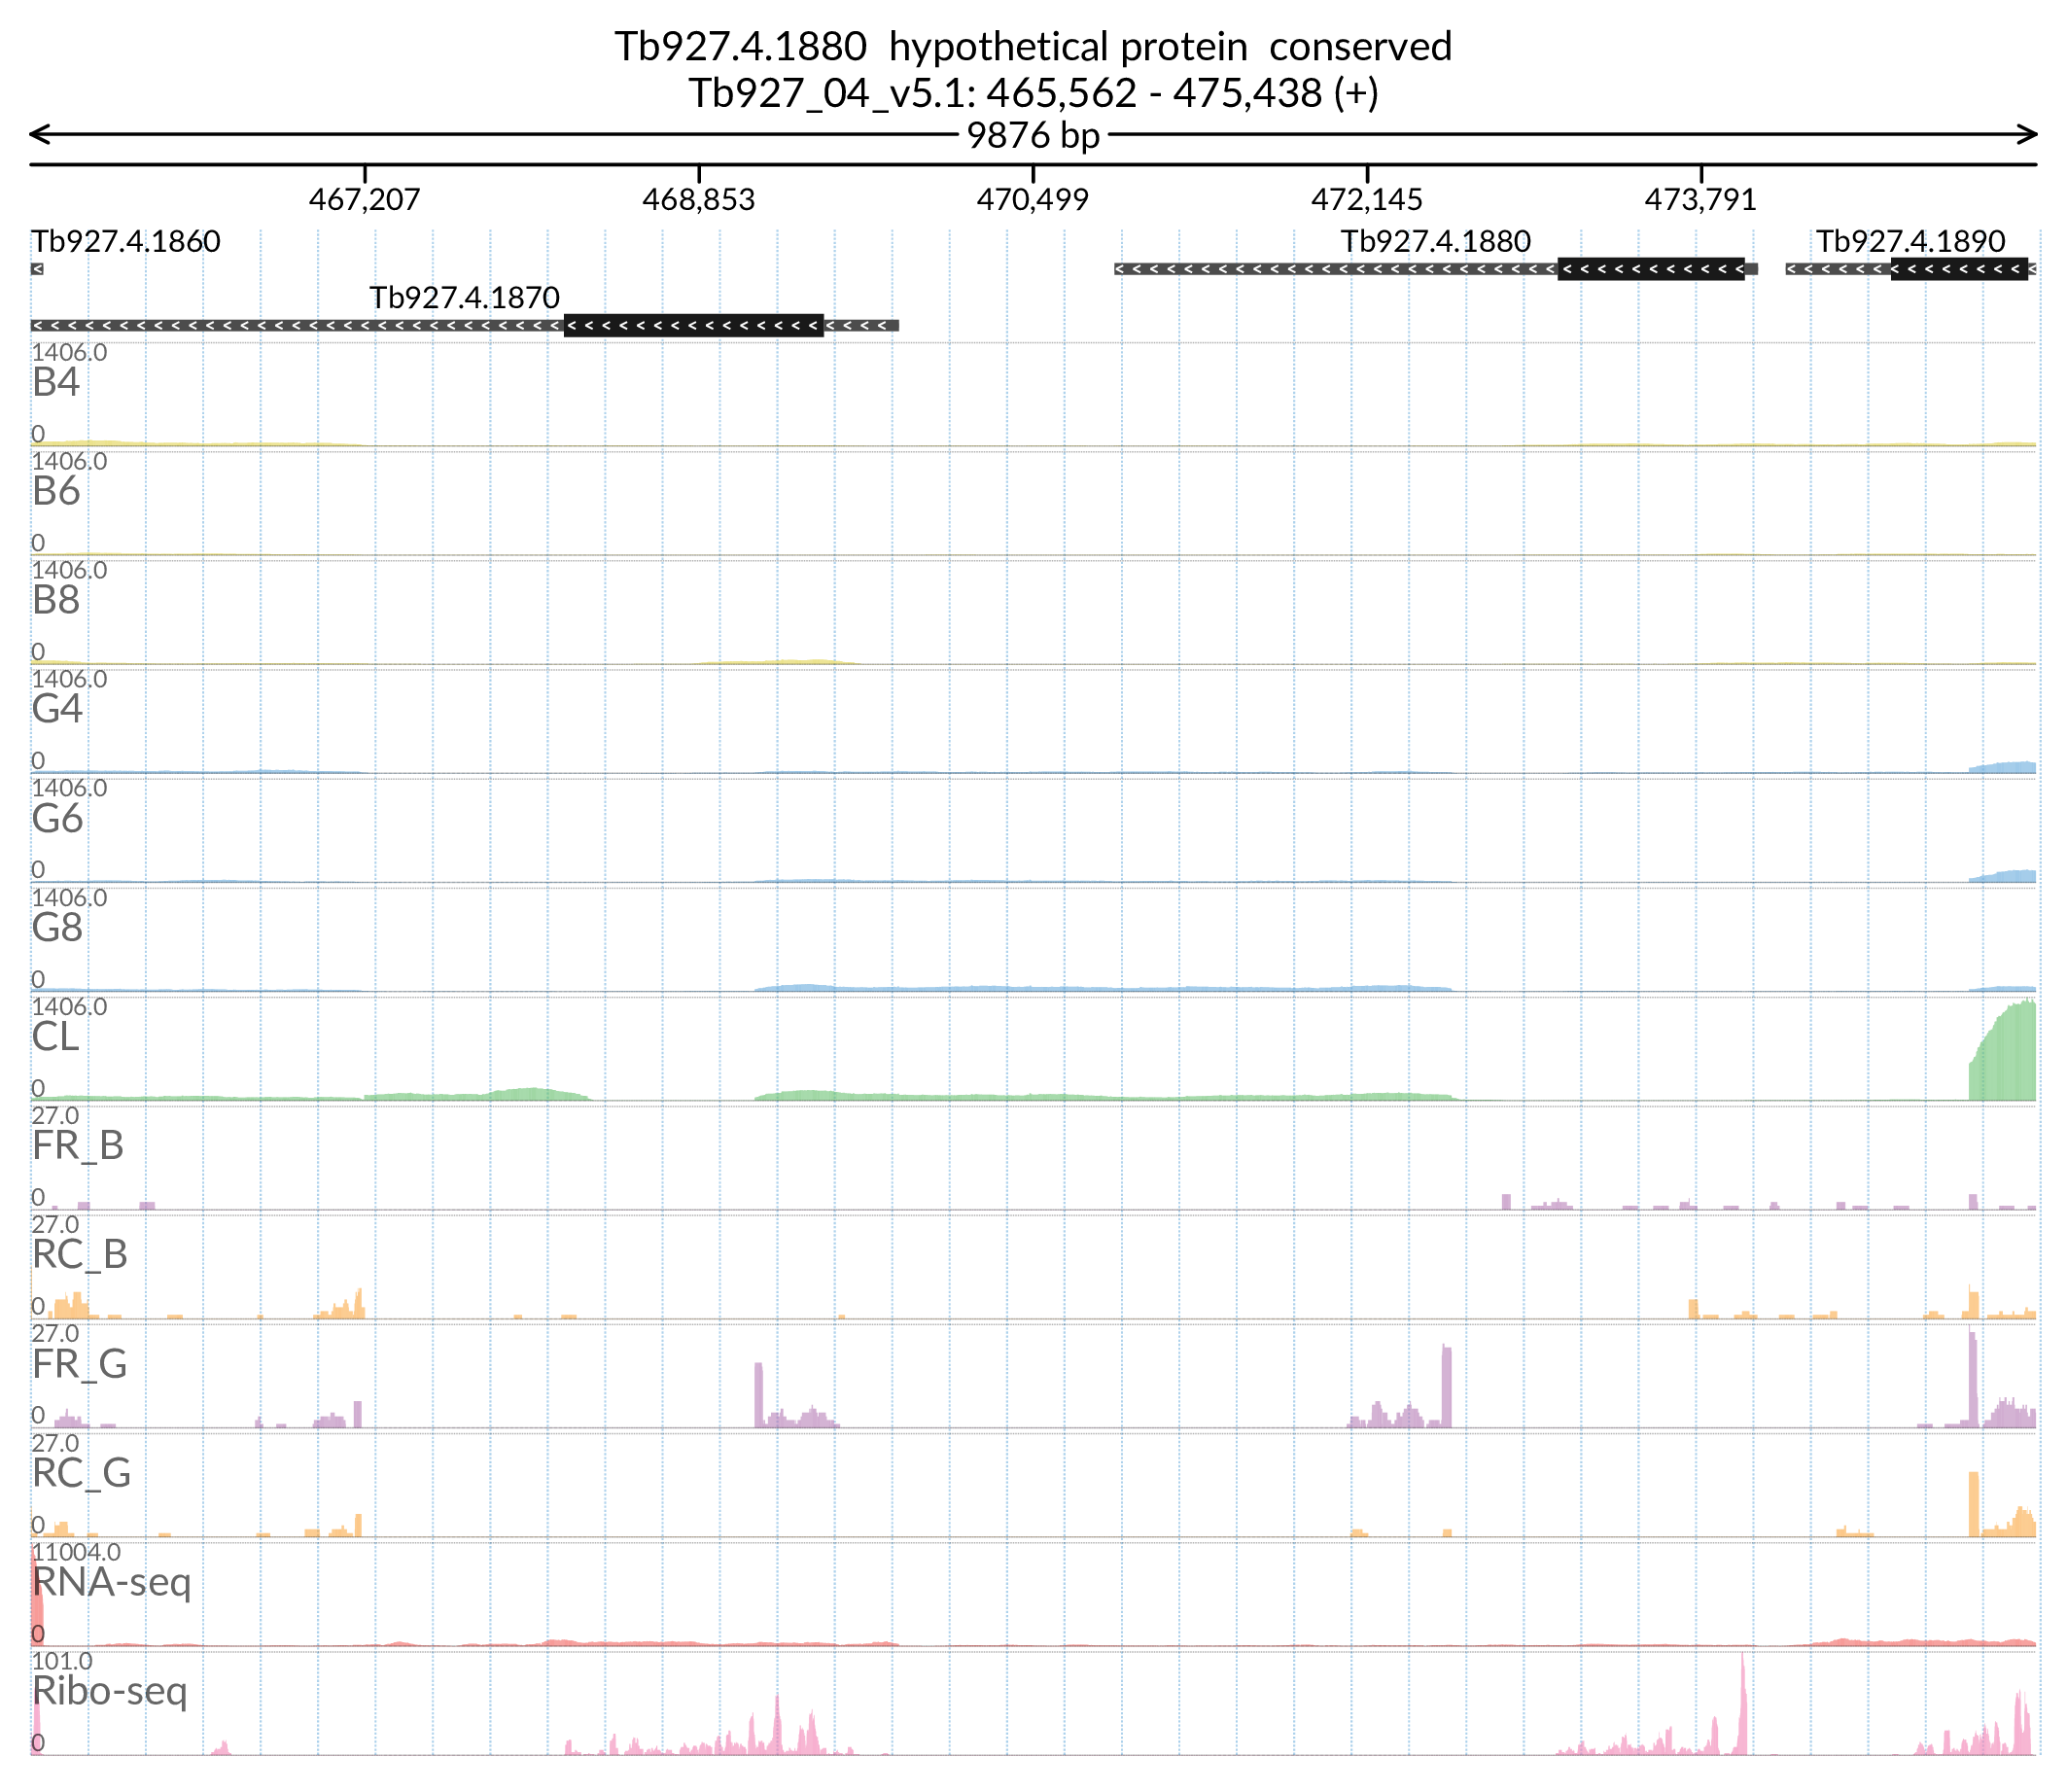 Tb927.4.1880  hypothetical protein  conserved
Tb927_04_v5.1: 465,562 - 475,438 (+)
9876 bp
467,207 468,853 470,499 472,145 473,791
Tb927.4.1860 Tb927.4.1880 Tb927.4.1890
Tb927.4.1870
1406.0
B4
0
1406.0
B6
0
1406.0
B8
0
1406.0
G4
0
1406.0
G6
0
1406.0
G8
0
1406.0
CL
0
27.0
FR_B
0
27.0
RC_B
0
27.0
FR_G
0
27.0
RC_G
0
11004.0
RNA-seq
0
101.0
Ribo-seq
0